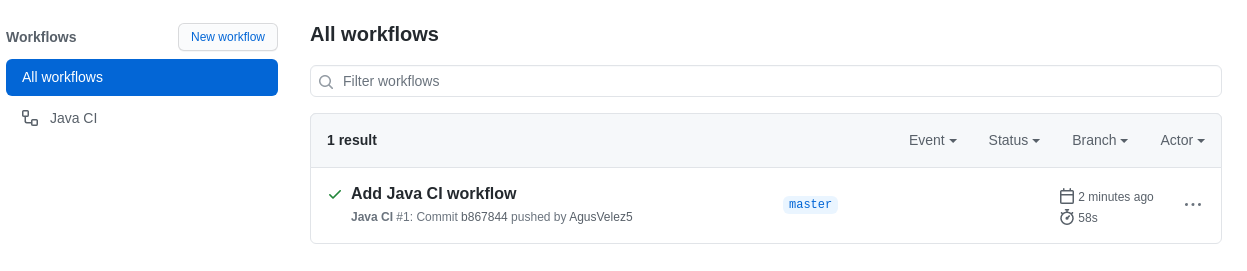 Workflows
New workflow
All workflows
Java CI
All workflows
Filter workflows
1 result
Event
Status
Branch
Actor
Add Java CI workflow
Java CI #1: Commit b867844 pushed by AgusVelez5
master
2 minutes ago
58s